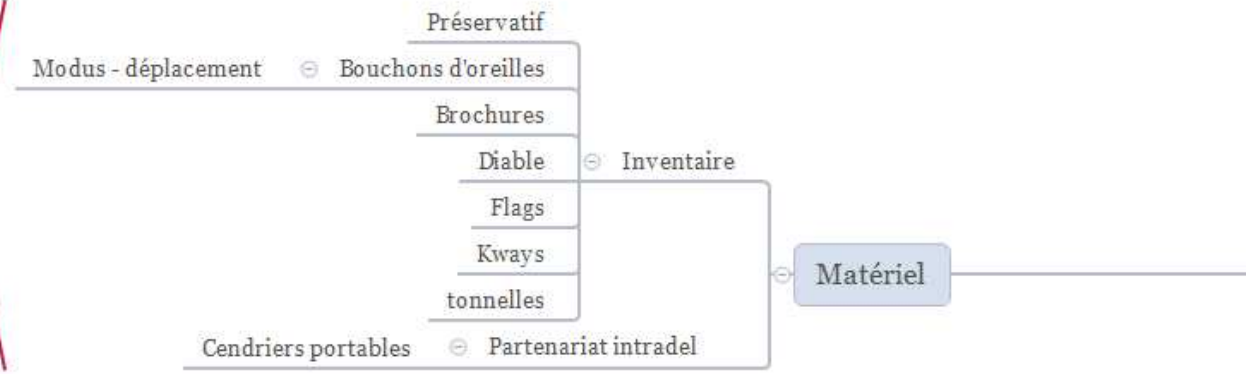 Préservatif
Modus - déplacement Bouchons d'oreilles
Brochures
Diable Inventaire
Flags
Kways
Matériel
tonnelles
Cendriers portables Partenariat intradel